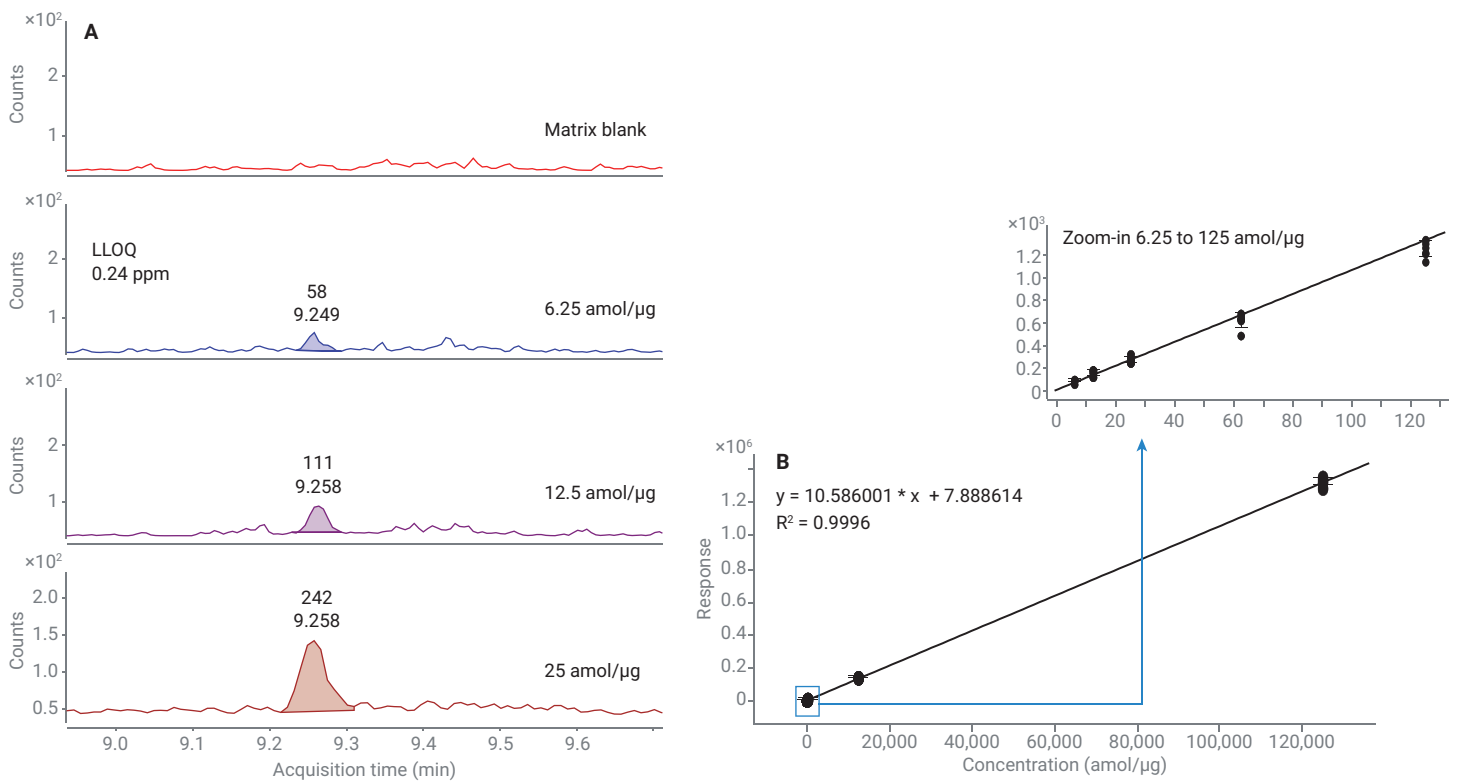 ×10²
A
Counts
2
1
Matrix blank
×10²
Counts
2
1
LLOQ
0.24 ppm
58
9.249
6.25 amol/µg
×10²
Counts
2
1
111
9.258
12.5 amol/µg
×10²
Counts
2.0
1.5
1.0
0.5
242
9.258
25 amol/µg
9.0 9.1 9.2 9.3 9.4 9.5 9.6
Acquisition time (min)
×10³
Zoom-in 6.25 to 125 amol/µg
1.2
1.0
0.8
0.6
0.4
0.2
0
0 20 40 60 80 100 120
×10⁶
B
y = 10.586001 * x + 7.888614
R² = 0.9996
Response
1.2
1.0
0.8
0.6
0.4
0.2
0
0 20,000 40,000 60,000 80,000 100,000 120,000
Concentration (amol/µg)